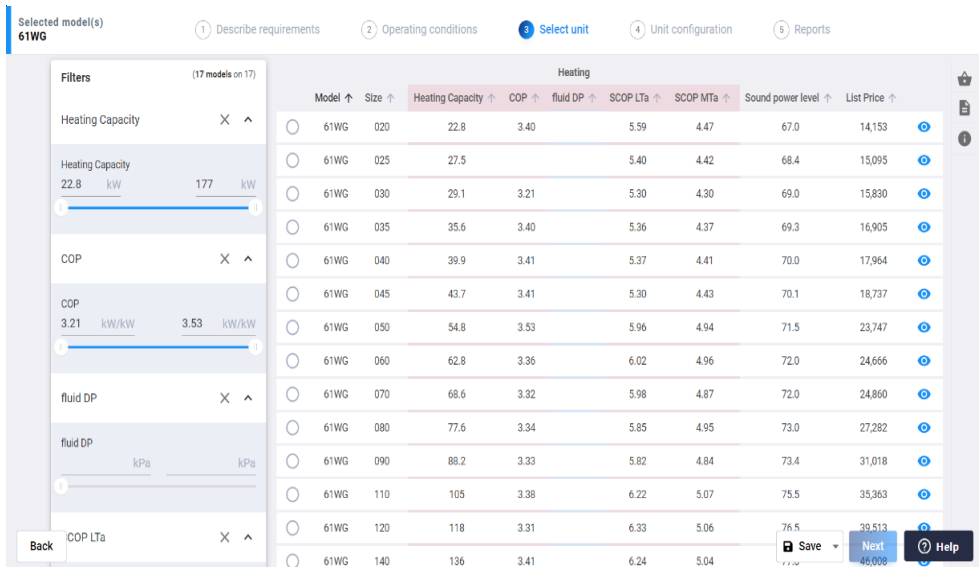 Selected model(s)
61WG
1 Describe requirements
2 Operating conditions
3 Select unit
4 Unit configuration
5 Reports
Filters (17 models on 17)
Heating Capacity
Heating Capacity
22.8 kW 177 kW
COP
COP
3.21 kW/kW 3.53 kW/kW
fluid DP
fluid DP
kPa kPa
COP LTa
Heating
Model Size Heating Capacity COP fluid DP SCOP LTa SCOP MTa Sound power level List Price
61WG 020 22.8 3.40 5.59 4.47 67.0 14,153
61WG 025 27.5 5.40 4.42 68.4 15,095
61WG 030 29.1 3.21 5.30 4.30 69.0 15,830
61WG 035 35.6 3.40 5.36 4.37 69.3 16,905
61WG 040 39.9 3.41 5.37 4.41 70.0 17,964
61WG 045 43.7 3.41 5.30 4.43 70.1 18,737
61WG 050 54.8 3.53 5.96 4.94 71.5 23,747
61WG 060 62.8 3.36 6.02 4.96 72.0 24,666
61WG 070 68.6 3.32 5.98 4.87 72.0 24,860
61WG 080 77.6 3.34 5.85 4.95 73.0 27,282
61WG 090 88.2 3.33 5.82 4.84 73.4 31,018
61WG 110 105 3.38 6.22 5.07 75.5 35,363
61WG 120 118 3.31 6.33 5.06 76.5 39,513
61WG 140 136 3.41 6.24 5.04 46,008
Back
Save
Next
Help